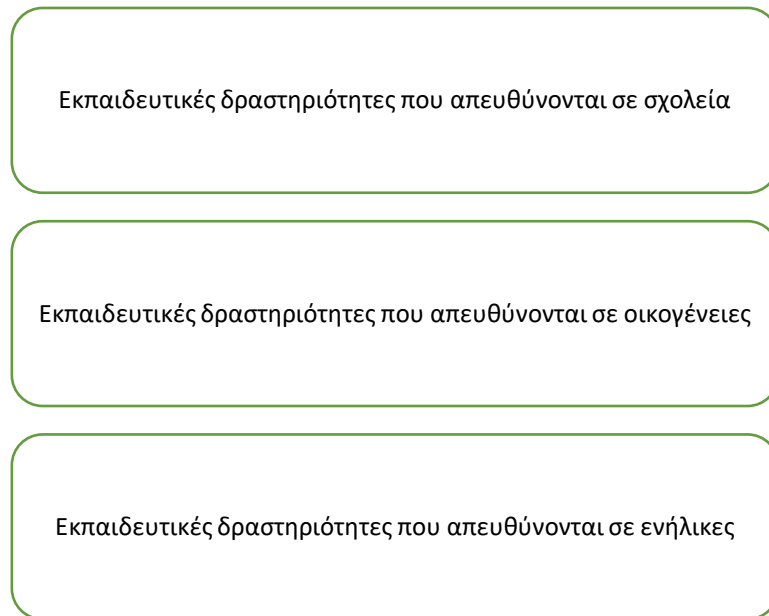 Εκπαιδευτικές δραστηριότητες που απευθύνονται σε σχολεία
Εκπαιδευτικές δραστηριότητες που απευθύνονται σε οικογένειες
Εκπαιδευτικές δραστηριότητες που απευθύνονται σε ενήλικες